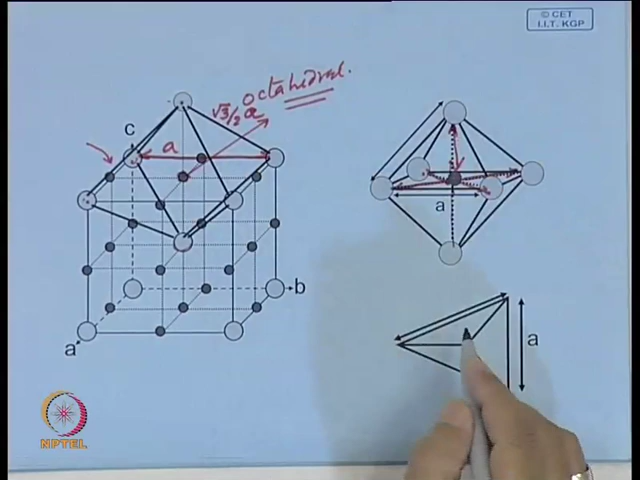 © CET
I.I.T. KGP
octahedral.
√3/2 a
c
a
a
b
a
a
NPTEL